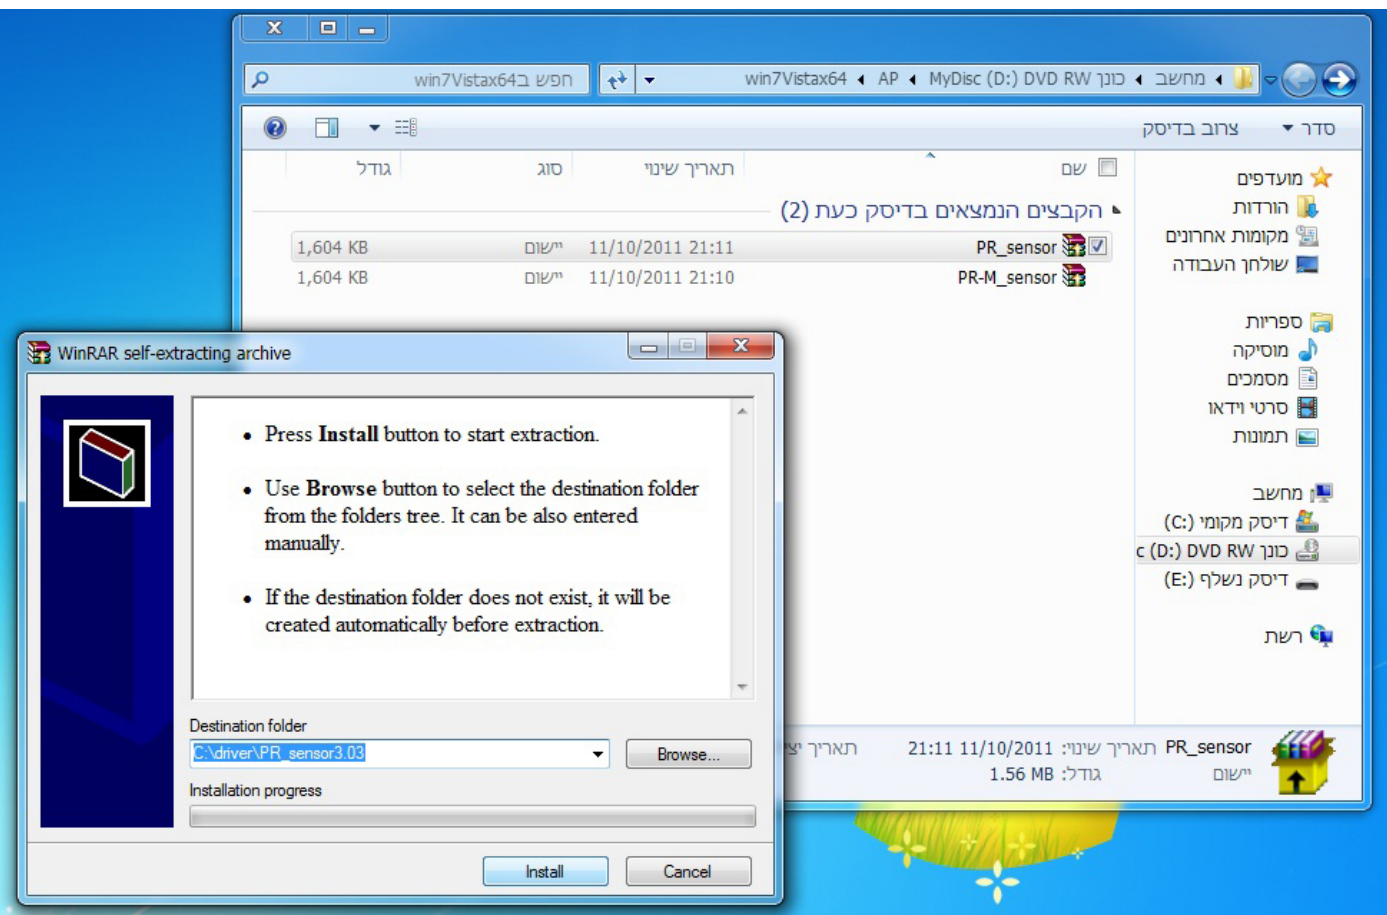 win7Vistax64 ◄ AP ◄ MyDisc (D:) DVD RW כונן ◄ מחשב ◄
חפש בwin7Vistax64
סדר ▼ צרוב בדיסק
שם תאריך שינוי סוג גודל
הקבצים הנמצאים בדיסק כעת (2)
PR_sensor 11/10/2011 21:11 יישום 1,604 KB
PR-M_sensor 11/10/2011 21:10 יישום 1,604 KB
מועדפים
הורדות
מקומות אחרונים
שולחן העבודה
ספריות
מוסיקה
מסמכים
סרטי וידאו
תמונות
מחשב
דיסק מקומי (C:)
כונן c (D:) DVD RW
דיסק נשלף (E:)
רשת
PR_sensor תאריך שינוי: 11/10/2011 21:11 תאריך
יישום גודל: 1.56 MB
WinRAR self-extracting archive
• Press Install button to start extraction.
• Use Browse button to select the destination folder
from the folders tree. It can be also entered
manually.
• If the destination folder does not exist, it will be
created automatically before extraction.
Destination folder
C:\driver\PR_sensor3.03
Browse...
Installation progress
Install Cancel